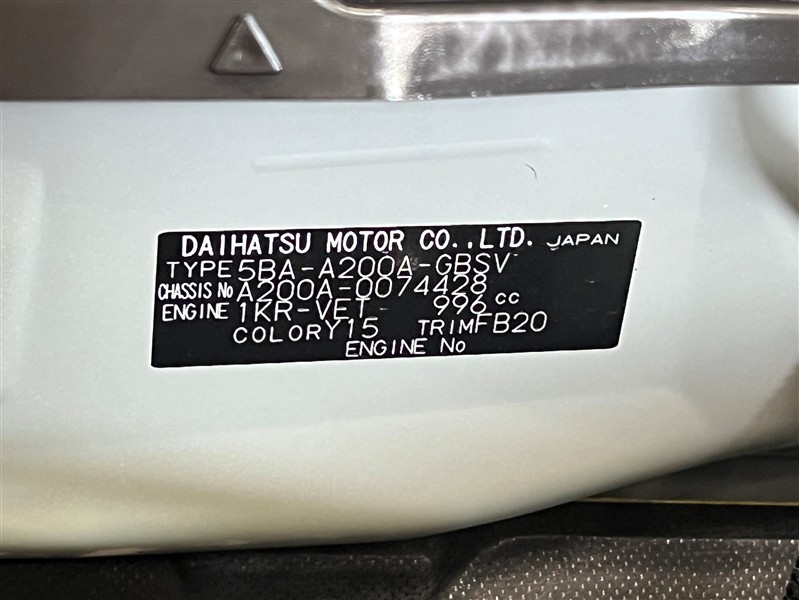 DAIHATSU MOTOR CO.,LTD. JAPAN
TYPE 5BA-A200A-GBSV
CHASSIS No A200A-0074428
ENGINE 1KR-VET 996 cc
COLOR Y15 TRIM FB20
ENGINE No